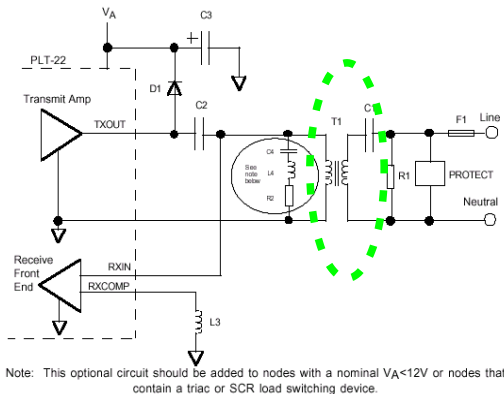 VA
C3
+
PLT-22
D1
Transmit Amp
C2
TXOUT
T1
C1
F1
Line
C4
See note below
L4
R2
R1
PROTECT
Neutral
Receive Front End
RXIN
RXCOMP
L3
Note: This optional circuit should be added to nodes with a nominal VA<12V or nodes that
contain a triac or SCR load switching device.